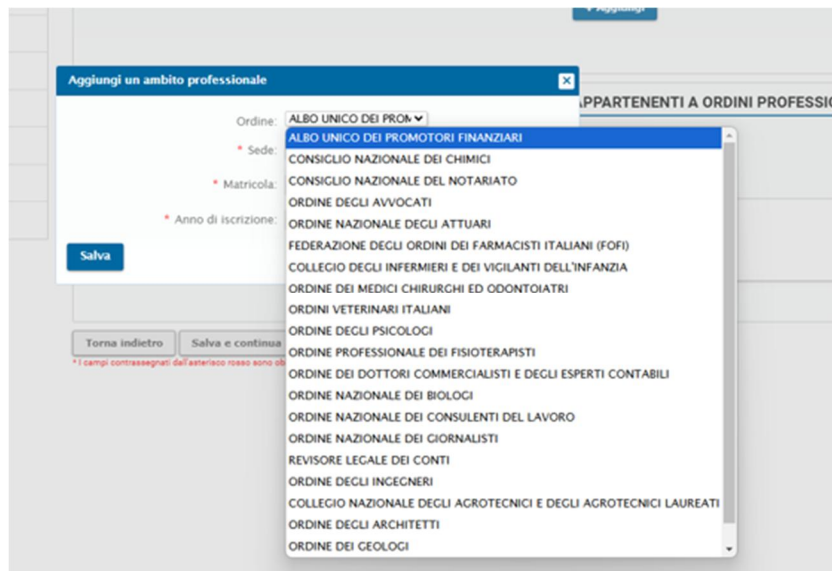 + Aggiungi
Aggiungi un ambito professionale
APPARTENENTI A ORDINI PROFESSIO
Ordine: ALBO UNICO DEI PROM
* Sede:
* Matricola:
* Anno di iscrizione:
Salva
ALBO UNICO DEI PROMOTORI FINANZIARI
CONSIGLIO NAZIONALE DEI CHIMICI
CONSIGLIO NAZIONALE DEL NOTARIATO
ORDINE DEGLI AVVOCATI
ORDINE NAZIONALE DEGLI ATTUARI
FEDERAZIONE DEGLI ORDINI DEI FARMACISTI ITALIANI (FOFI)
COLLEGIO DEGLI INFERMIERI E DEI VIGILANTI DELL'INFANZIA
ORDINE DEI MEDICI CHIRURGHI ED ODONTOIATRI
ORDINI VETERINARI ITALIANI
ORDINE DEGLI PSICOLOGI
ORDINE PROFESSIONALE DEI FISIOTERAPISTI
ORDINE DEI DOTTORI COMMERCIALISTI E DEGLI ESPERTI CONTABILI
ORDINE NAZIONALE DEI BIOLOGI
ORDINE NAZIONALE DEI CONSULENTI DEL LAVORO
ORDINE NAZIONALE DEI GIORNALISTI
REVISORE LEGALE DEI CONTI
ORDINE DEGLI INGEGNERI
COLLEGIO NAZIONALE DEGLI AGROTECNICI E DEGLI AGROTECNICI LAUREATI
ORDINE DEGLI ARCHITETTI
ORDINE DEI GEOLOGI
Torna indietro Salva e continua
* I campi contrassegnati dall'asterisco rosso sono ob